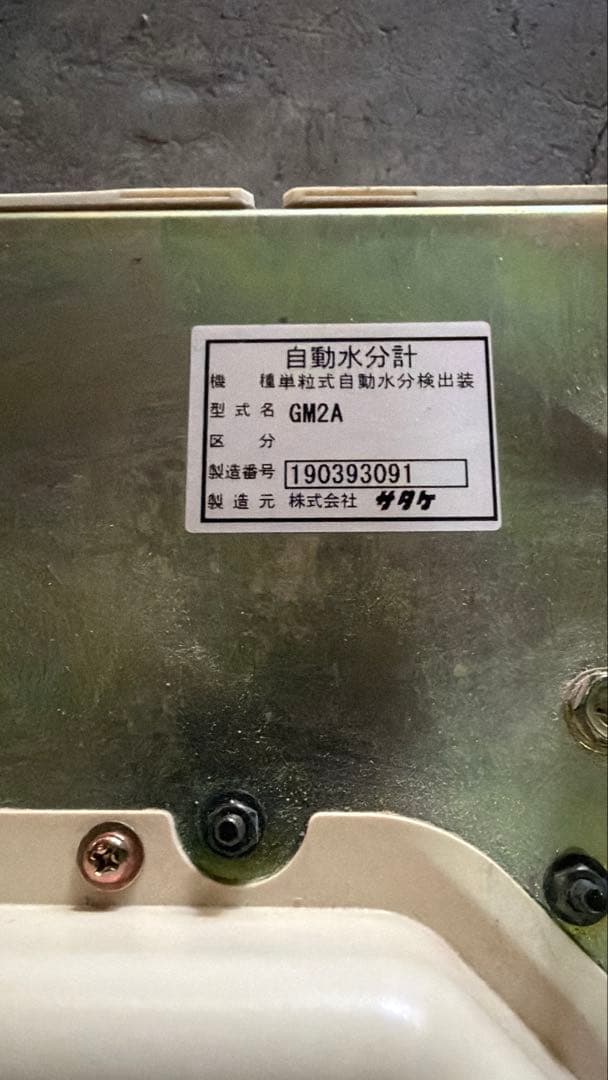 自動水分計
機 種 単粒式自動水分検出装
型式名 GM2A
区 分
製造番号 190393091
製造元 株式会社 サタケ